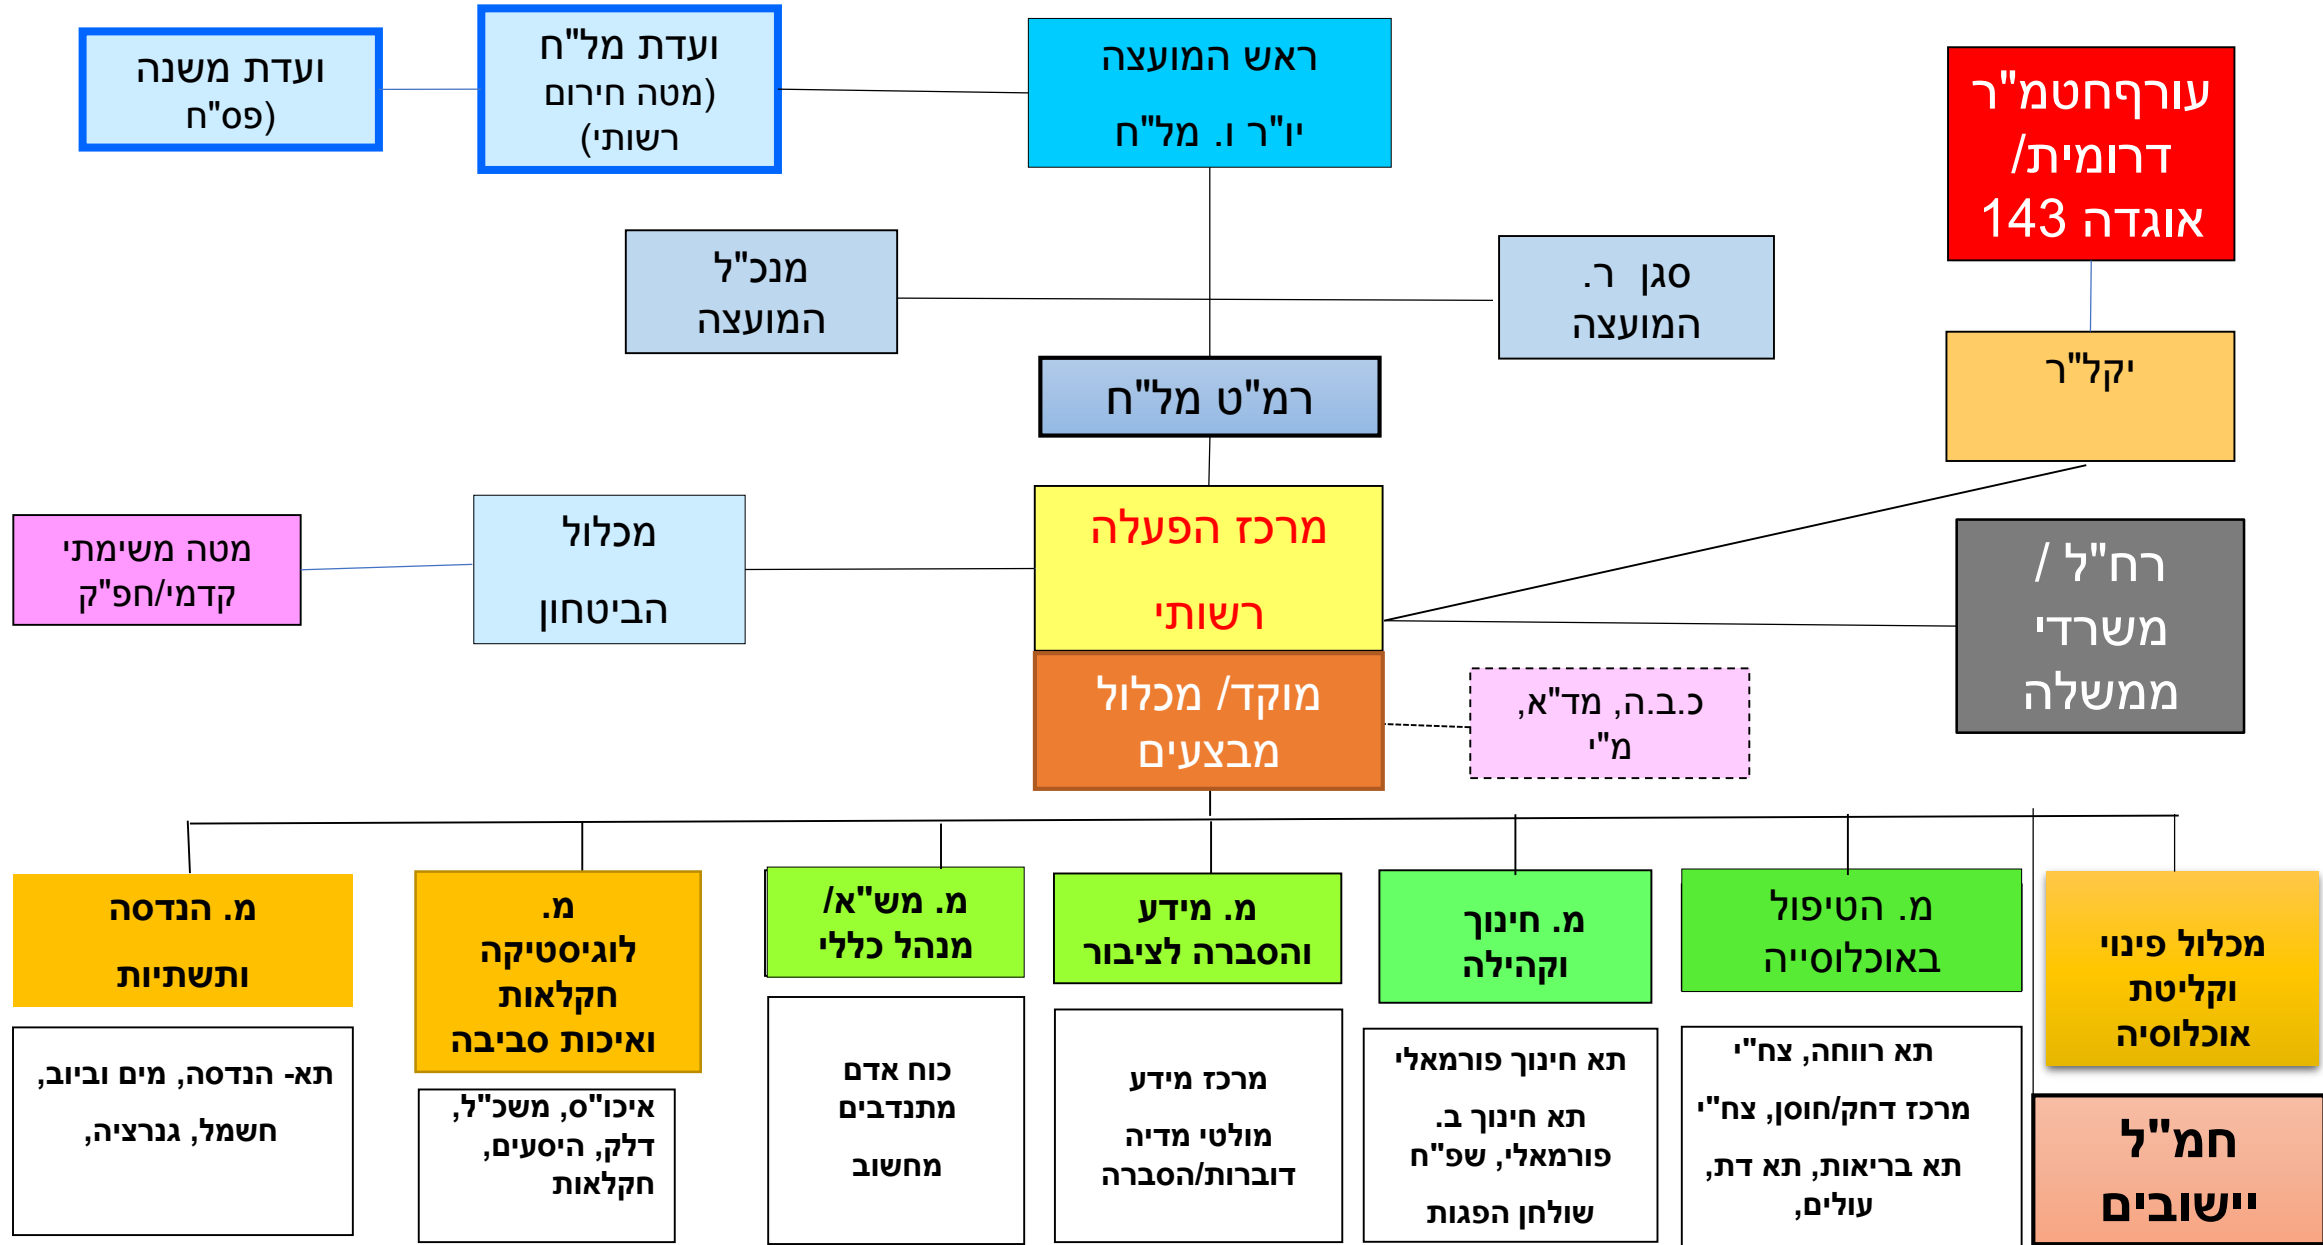 עורףחטמ"ר
דרומית/
אוגדה 143
ראש המועצה
יו"ר ו. מל"ח
ועדת מל"ח
(מטה חירום
רשותי)
ועדת משנה
(פס"ח
סגן ר.
המועצה
מנכ"ל
המועצה
יקל"ר
רמ"ט מל"ח
מרכז הפעלה
רשותי
מכלול
הביטחון
מטה משימתי
קדמי/חפ"ק
רח"ל /
משרדי
ממשלה
מוקד/ מכלול
מבצעים
כ.ב.ה, מד"א,
מ"י
מכלול פינוי
וקליטת
אוכלוסיה
חמ"ל
יישובים
מ. הטיפול
באוכלוסייה
תא רווחה, צח"י
מרכז דחק/חוסן, צח"י
תא בריאות, תא דת,
עולים,
מ. חינוך
וקהילה
תא חינוך פורמאלי
תא חינוך ב.
פורמאלי, שפ"ח
שולחן הפגות
מ. מידע
והסברה לציבור
מרכז מידע
מולטי מדיה
דוברות/הסברה
מ. מש"א/
מנהל כללי
כוח אדם
מתנדבים
מחשוב
מ.
לוגיסטיקה
חקלאות
ואיכות סביבה
איכו"ס, משכ"ל,
דלק, היסעים,
חקלאות
מ. הנדסה
ותשתיות
תא- הנדסה, מים וביוב,
חשמל, גנרציה,